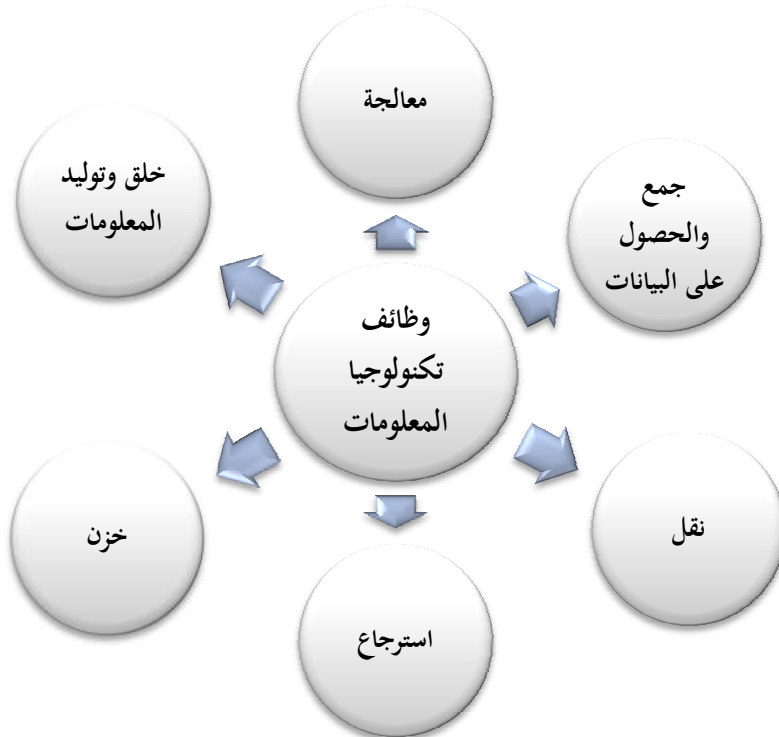 معالجة
جمع
والحصول
على البيانات
خلق وتوليد
المعلومات
وظائف
تكنولوجيا
المعلومات
نقل
خزن
استرجاع